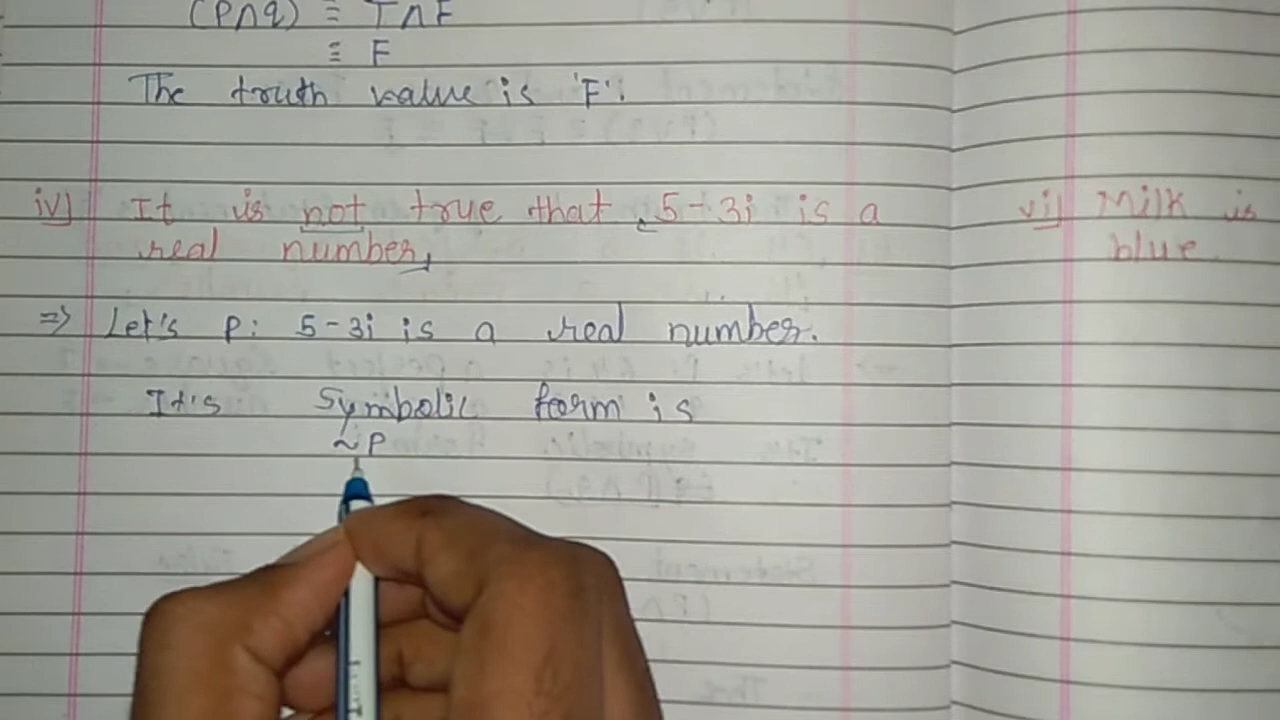 (p∧q) ≡ T∧F
≡ F
The truth value is 'F'.
iv) It is not true that 5-3i is a
real number,
⇒ Let's p: 5-3i is a real number.
It's Symbolic form is
~p
vi) Milk is
blue.